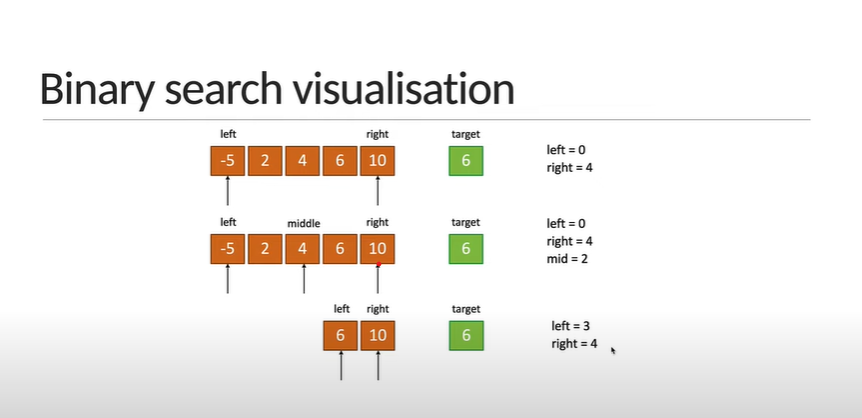 Binary search visualisation
left right target
-5 2 4 6 10 6
left = 0
right = 4
left middle right target
-5 2 4 6 10 6
left = 0
right = 4
mid = 2
left right target
6 10 6
left = 3
right = 4